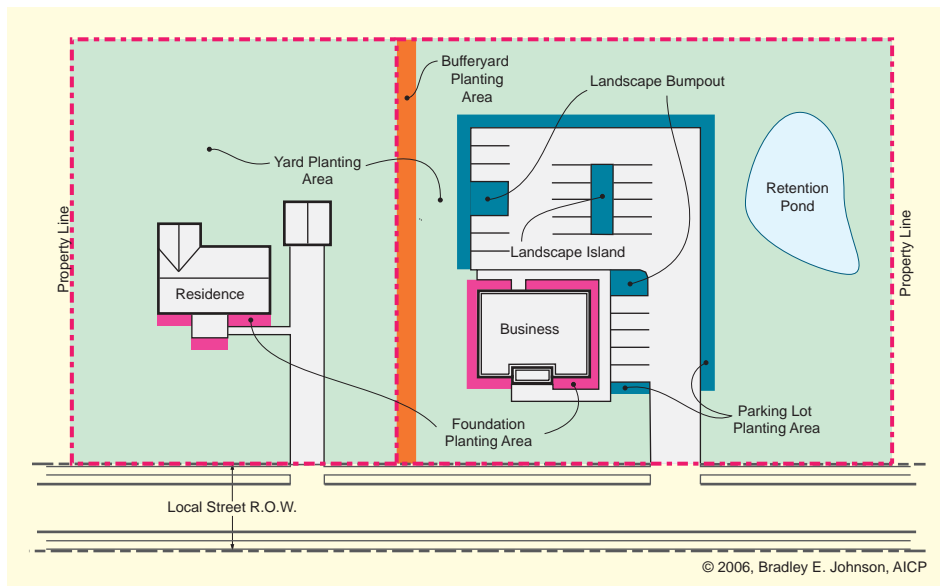 Bufferyard
Planting
Area
Landscape Bumpout
Yard Planting
Area
Retention
Pond
Property Line
Property Line
Landscape Island
Residence
Business
Foundation
Planting Area
Parking Lot
Planting Area
Local Street R.O.W.
© 2006, Bradley E. Johnson, AICP